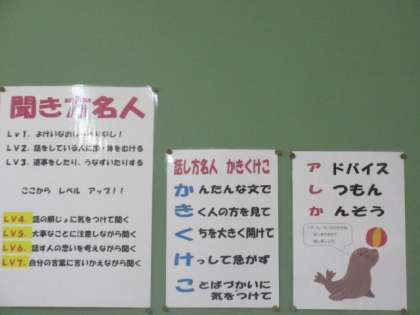 聞き方名人
Lv1. よけいなおしゃべりなし!
LV2. 話をしている人に目・体をむける
LV3. 返事をしたり、うなずいたりする
ここから レベル アップ!!
LV4. 話の順じょに気をつけて聞く
LV5. 大事なことに注意しながら聞く
LV6. 話す人の思いを考えながら聞く
LV7. 自分の言葉に言いかえながら聞く
話し方名人 かきくけこ
かんたんな文で
きく人の方を見て
くちを大きく開けて
けっして急がず
ことばづかいに
気をつけて
アドバイス
しつもん
かんそう